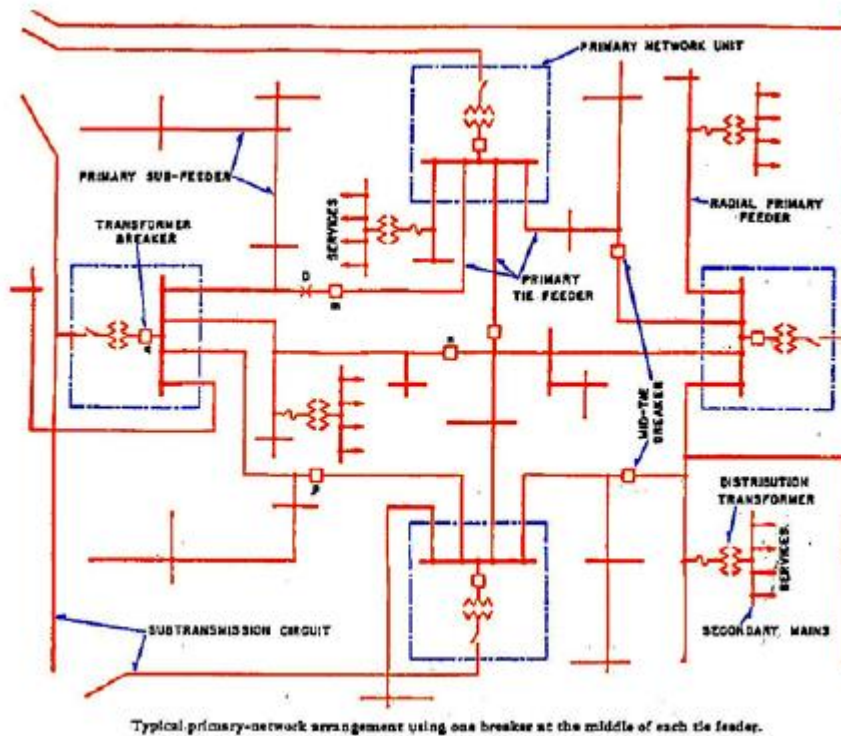 PRIMARY NETWORK UNIT
PRIMARY SUB-FEEDER
TRANSFORMER
BREAKER
SERVICES
RADIAL PRIMARY
FEEDER
D
m
PRIMARY
TIE FEEDER
n
MID-TIE
BREAKER
p
DISTRIBUTION
TRANSFORMER
SERVICES
SUBTRANSMISSION CIRCUIT
SECONDARY MAINS
Typical primary-network arrangement using one breaker at the middle of each tie feeder.